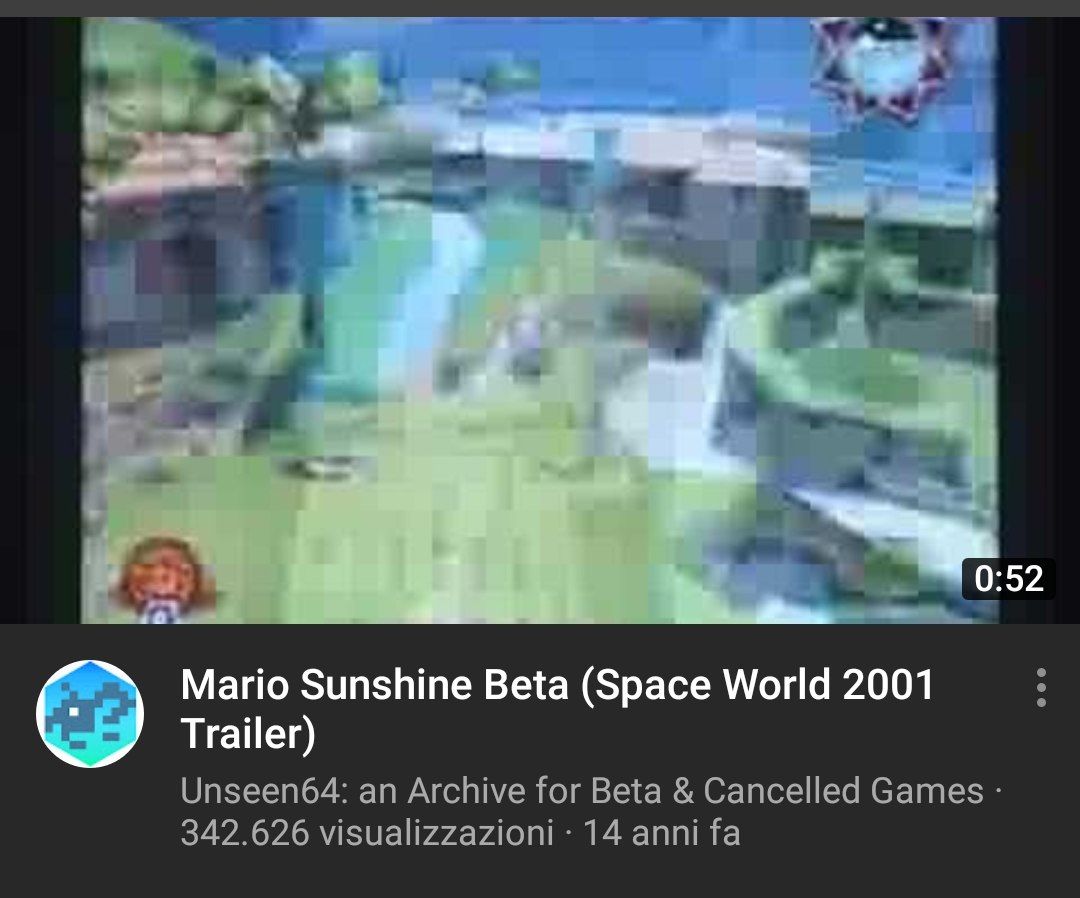 0:52
Mario Sunshine Beta (Space World 2001
Trailer)
Unseen64: an Archive for Beta & Cancelled Games ·
342.626 visualizzazioni · 14 anni fa